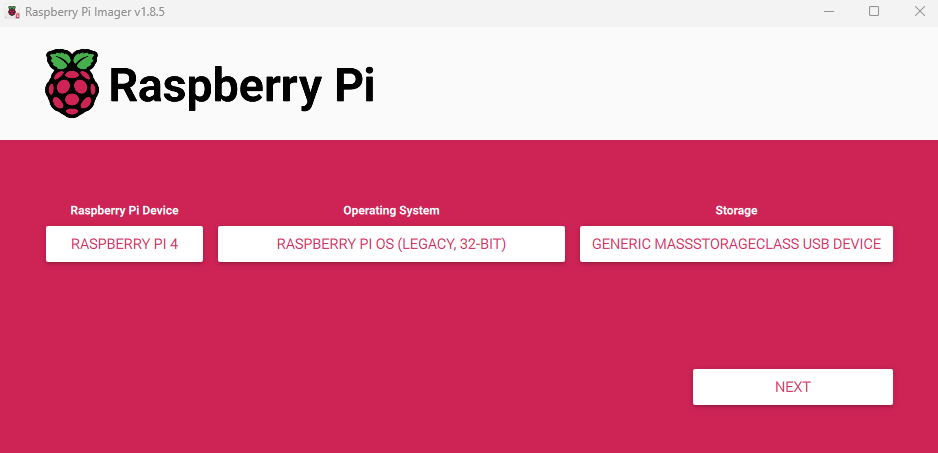 Raspberry Pi Imager v1.8.5
Raspberry Pi
Raspberry Pi Device
Operating System
Storage
RASPBERRY PI 4
RASPBERRY PI OS (LEGACY, 32-BIT)
GENERIC MASSSTORAGECLASS USB DEVICE
NEXT